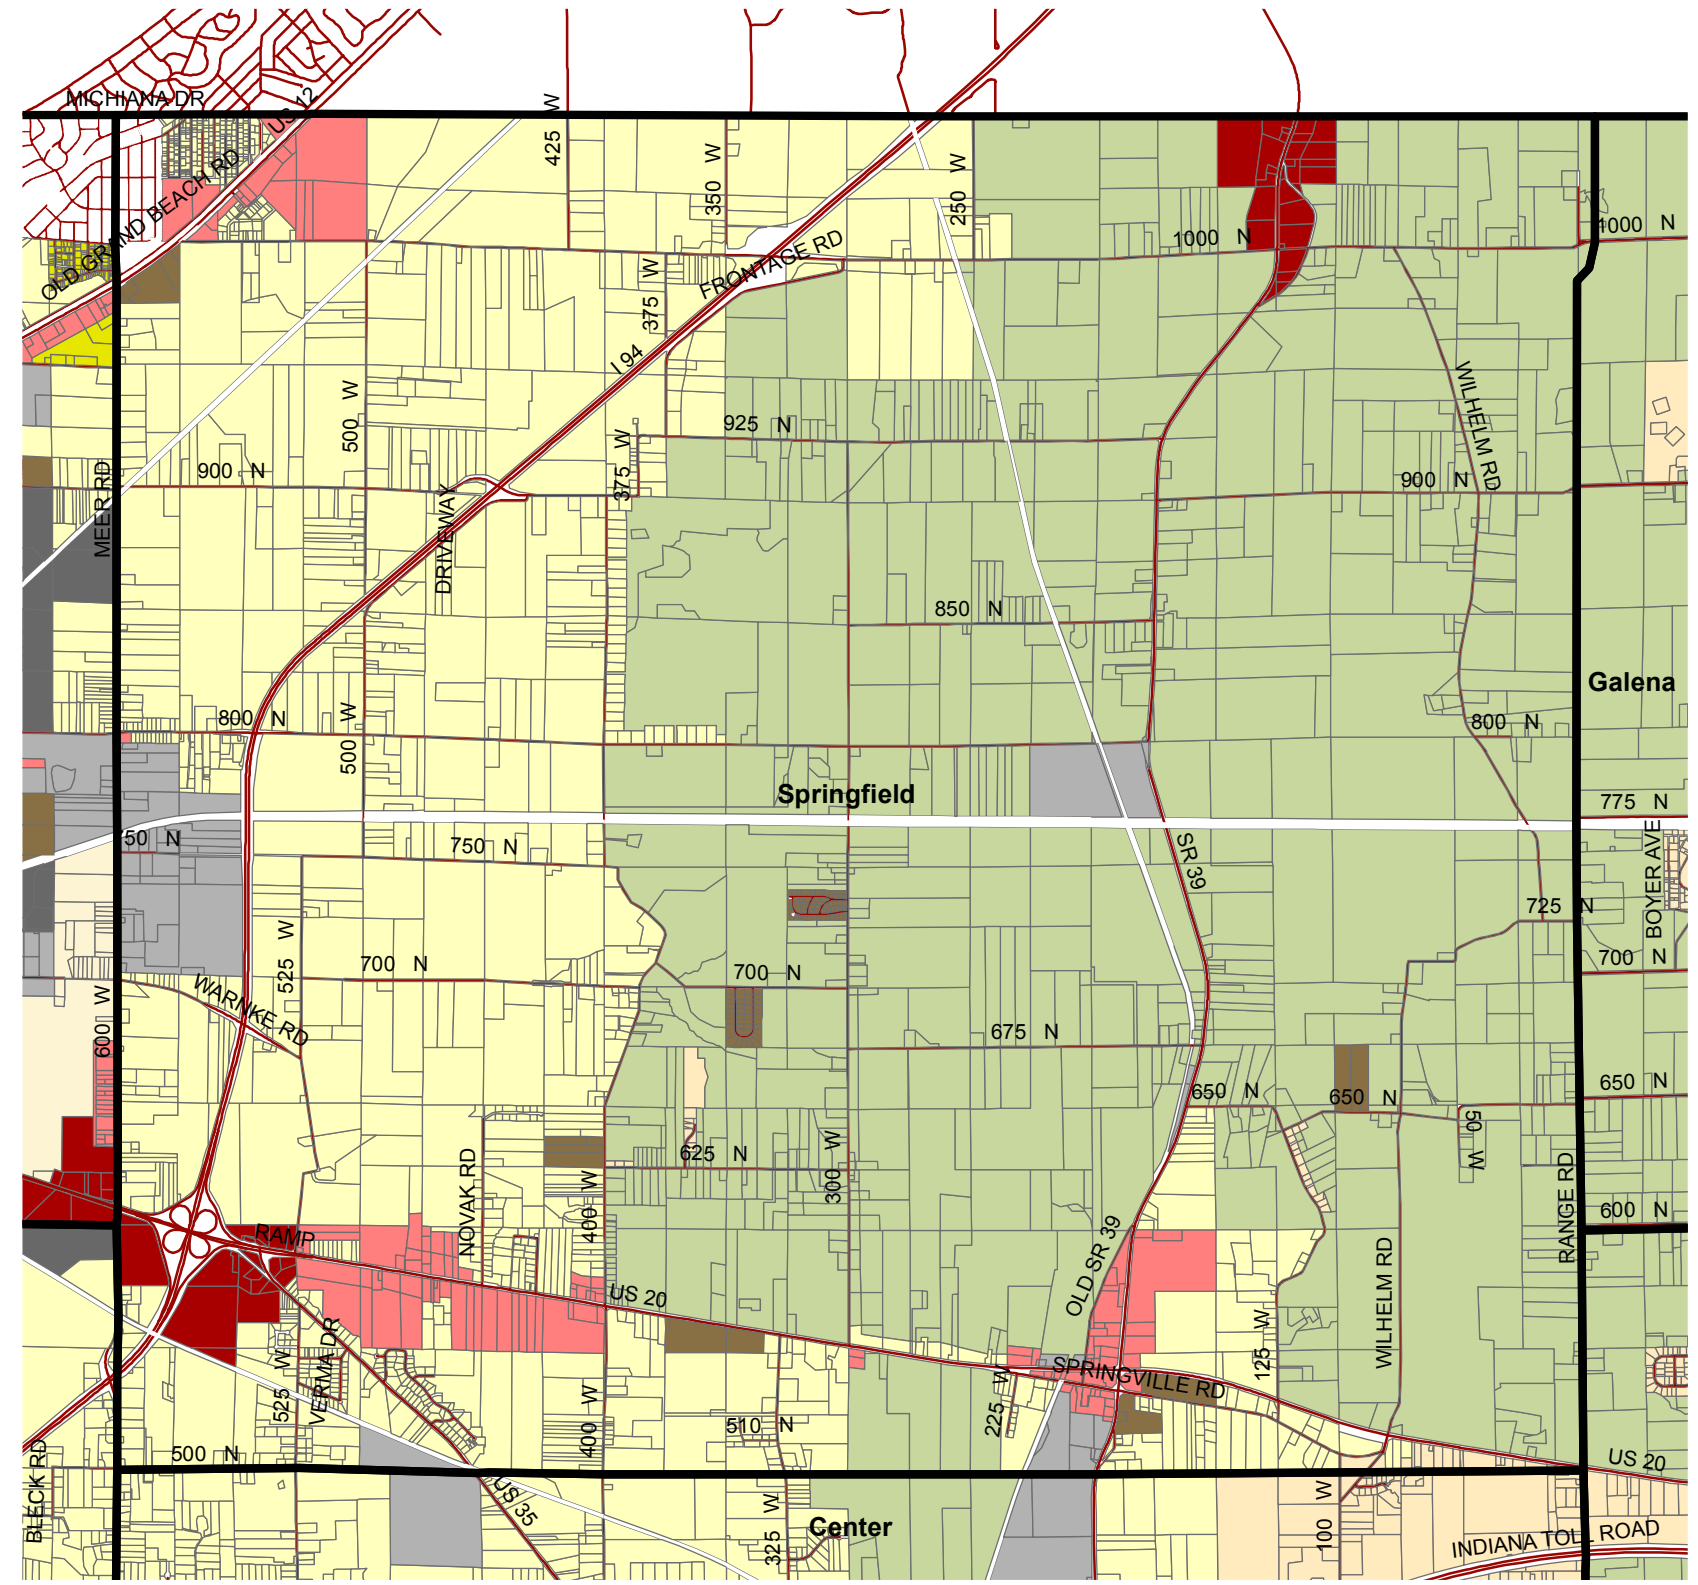 MICHIANA DR
US 12
425 W
OLD GRAND BEACH RD
350 W
250 W
1000 N
1000 N
FRONTAGE RD
375 W
I 94
WILHELM RD
500 W
925 N
375 W
900 N
900 N
MEER RD
DRIVEWAY
850 N
Galena
800 N
500 W
800 N
Springfield
775 N
750 N
50 N
SR 39
BOYER AVE
725 N
525 W
700 N
700 N
700 N
WARNKE RD
600 W
675 N
650 N
650 N
650 N
50 W
625 N
300 W
NOVAK RD
400 W
RANGE RD
600 N
RAMP
OLD SR 39
WILHELM RD
US 20
125 W
VERMA DR
525 W
SPRINGVILLE RD
225 W
400 W
510 N
500 N
BLECK RD
US 20
US 35
325 W
Center
100 W
INDIANA TOLL ROAD